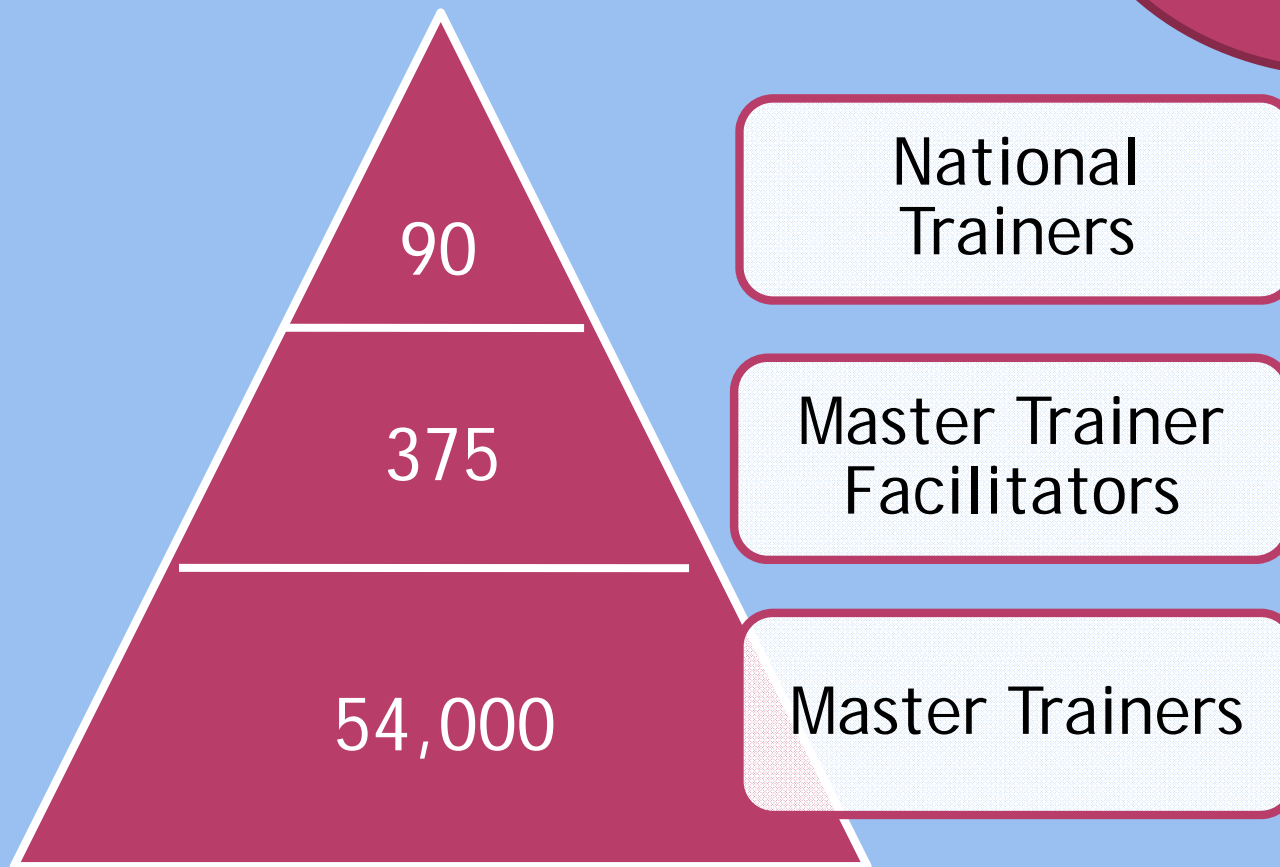 90
National
Trainers
375
Master Trainer
Facilitators
54,000
Master Trainers